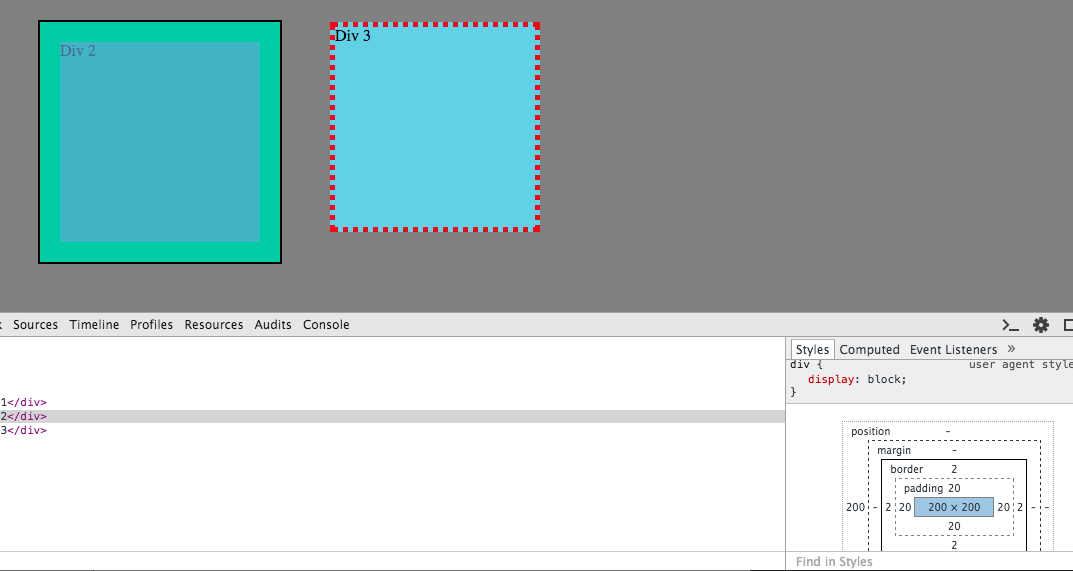 Div 2
Div 3
Sources Timeline Profiles Resources Audits Console
Styles Computed Event Listeners »
div { user agent style
display: block;
}
1</div>
2</div>
3</div>
position -
margin -
border 2
padding 20
200 - 2 20 200 × 200 20 2 - -
20
2
Find in Styles